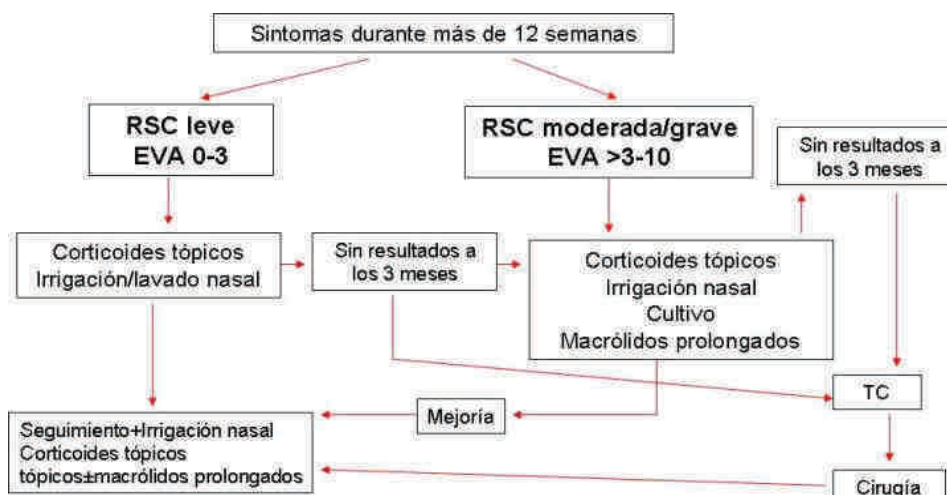 Sintomas durante más de 12 semanas
RSC leve
EVA 0-3
RSC moderada/grave
EVA >3-10
Sin resultados a
los 3 meses
Corticoides tópicos
Irrigación/lavado nasal
Sin resultados a
los 3 meses
Corticoides tópicos
Irrigación nasal
Cultivo
Macrólidos prolongados
TC
Mejoría
Seguimiento+Irrigación nasal
Corticoides tópicos
tópicos±macrólidos prolongados
Cirugía